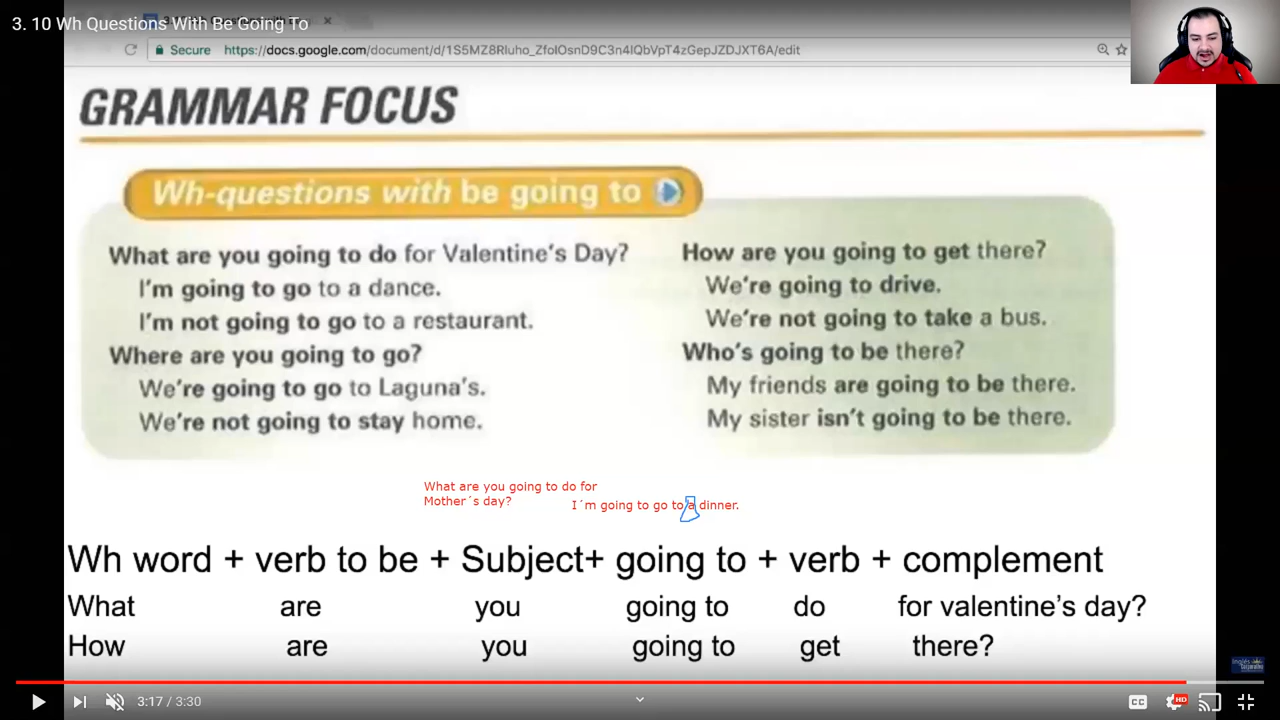 3. 10 Wh Questions With Be Going To
Secure https://docs.google.com/document/d/
GRAMMAR FOCUS
Wh-questions with be going to
What are you going to do for Valentine's Day?
I'm going to go to a dance.
I'm not going to go to a restaurant.
Where are you going to go?
We're going to go to Laguna's.
We're not going to stay home.
How are you going to get there?
We're going to drive.
We're not going to take a bus.
Who's going to be there?
My friends are going to be there.
My sister isn't going to be there.
What are you going to do for
Mother´s day?
I´m going to go to a dinner.
Wh word + verb to be + Subject+ going to + verb + complement
What are you going to do for valentine's day?
How are you going to get there?
3:17 / 3:30
CC
HD